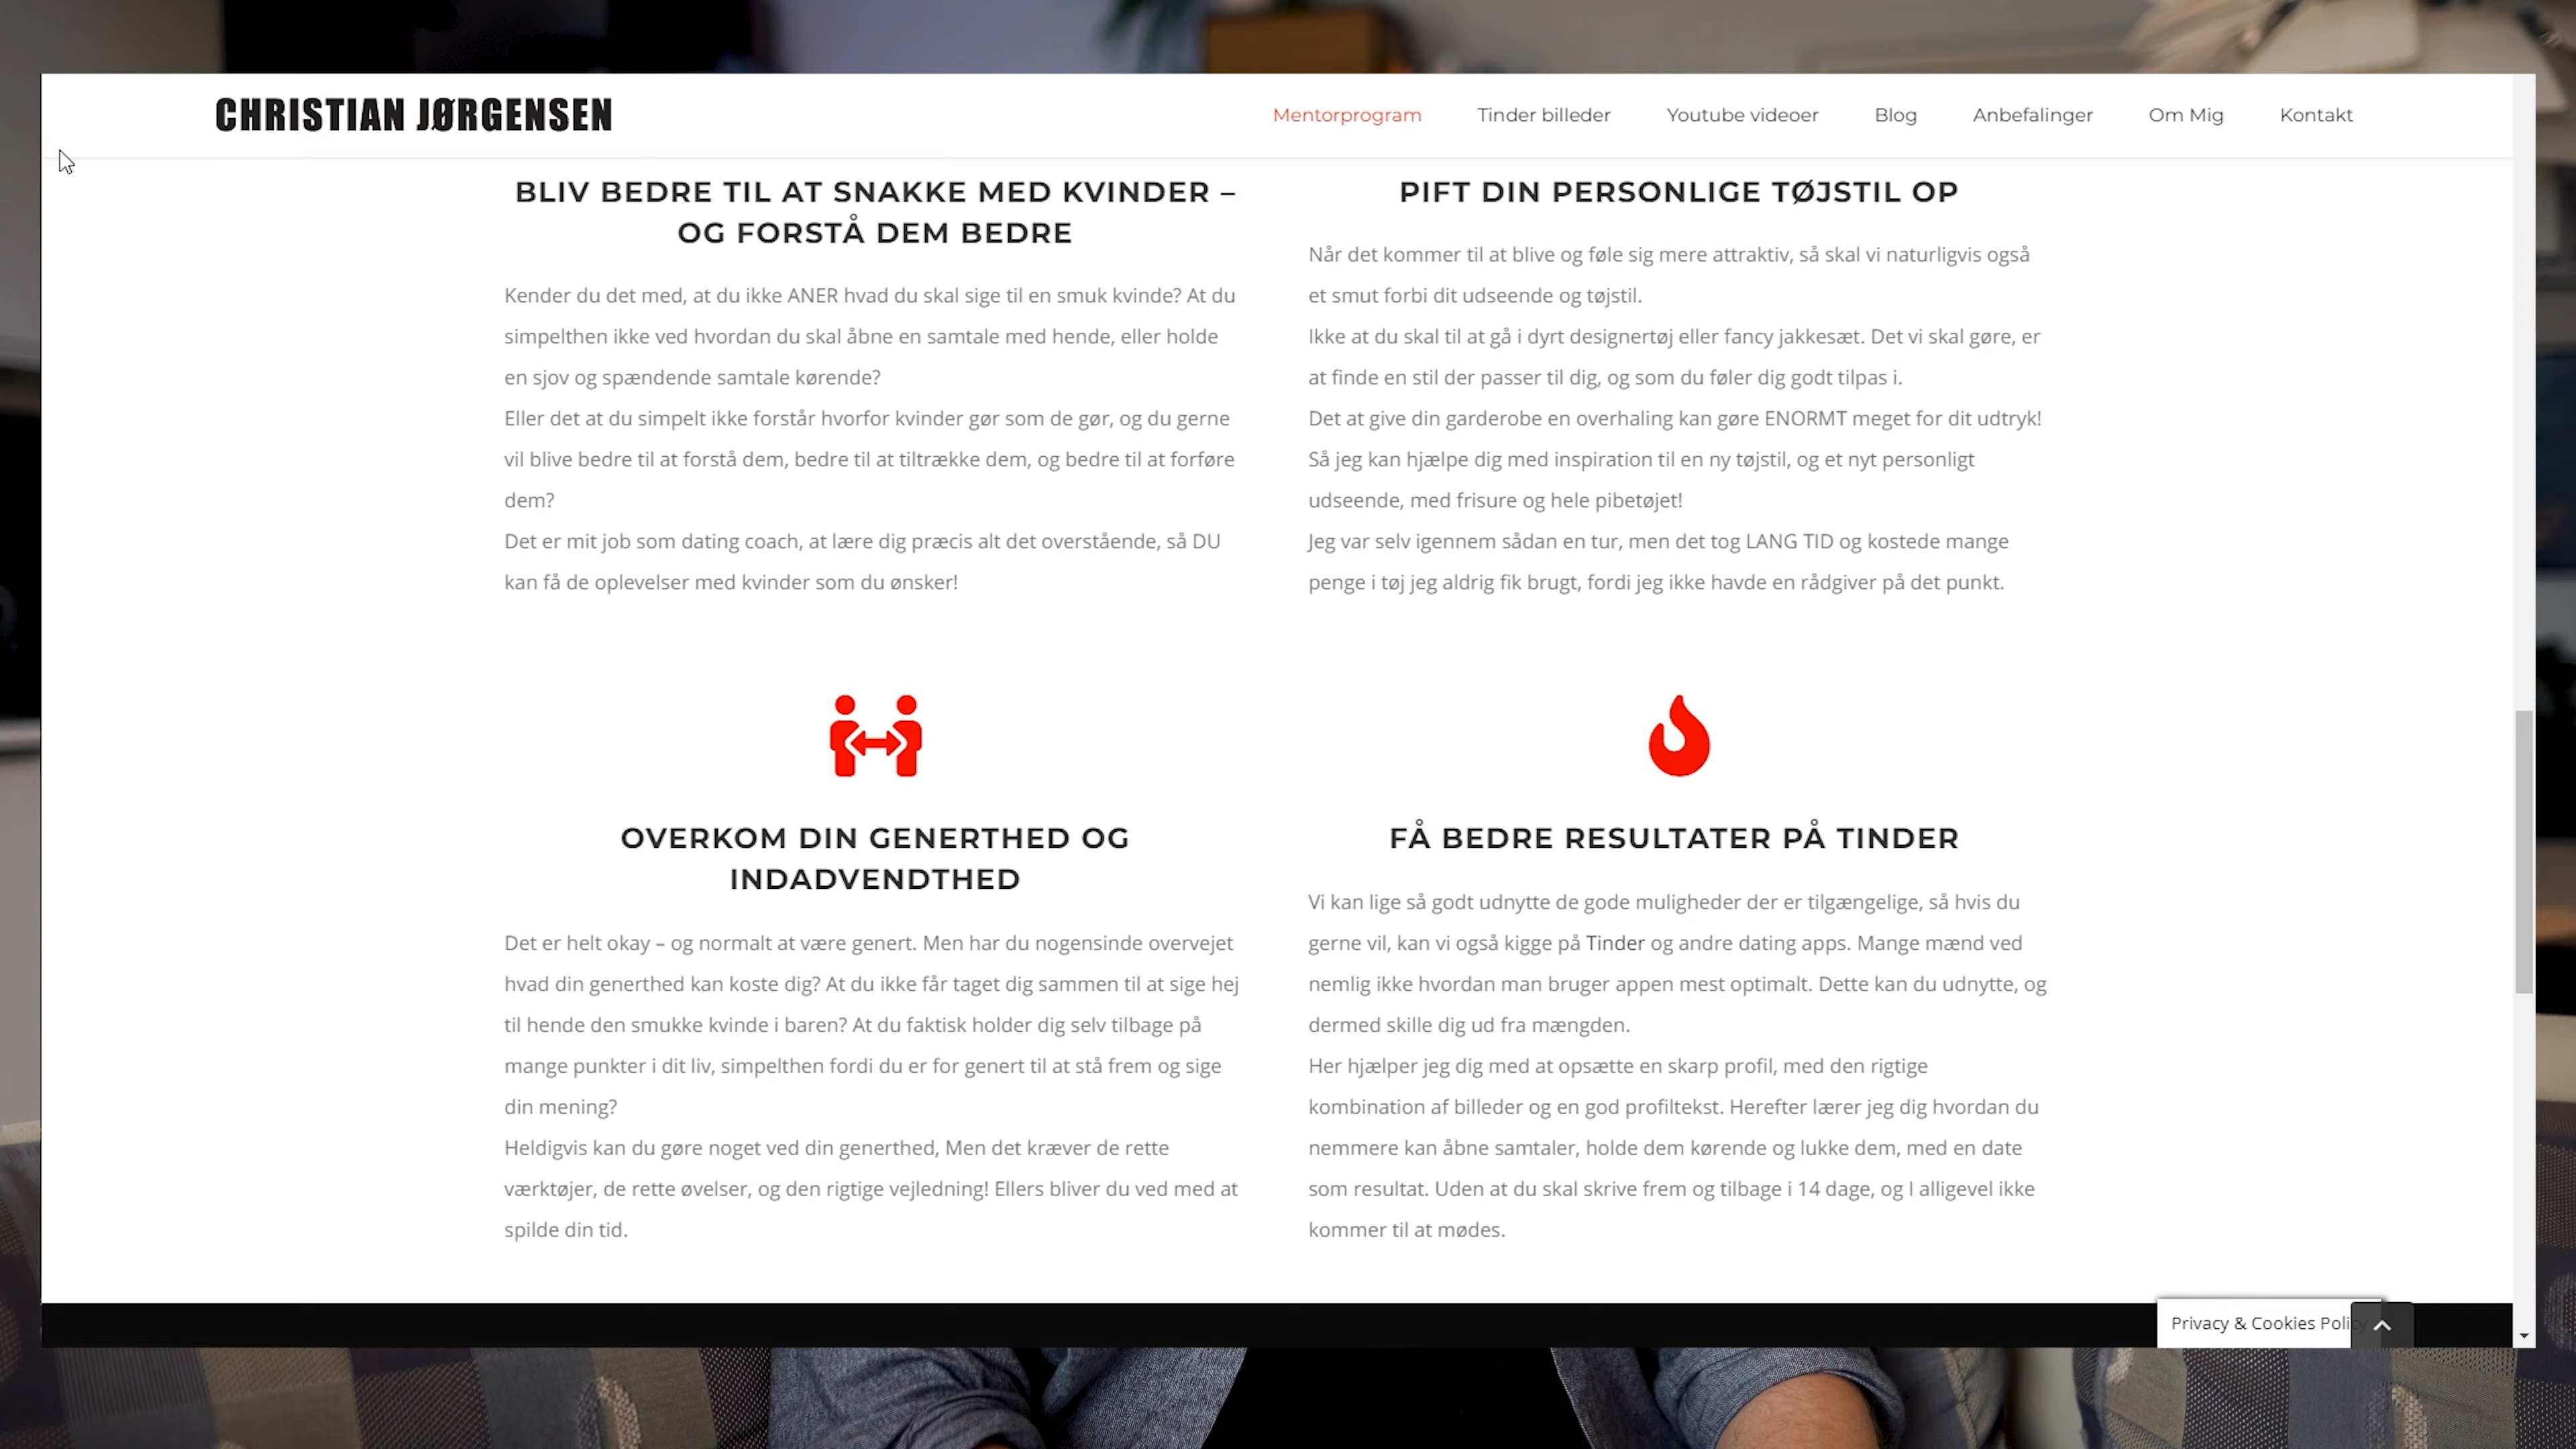 CHRISTIAN JØRGENSEN
Mentorprogram
Tinder billeder
Youtube videoer
Blog
Anbefalinger
Om Mig
Kontakt
BLIV BEDRE TIL AT SNAKKE MED KVINDER –
OG FORSTÅ DEM BEDRE
Kender du det med, at du ikke ANER hvad du skal sige til en smuk kvinde? At du
simpelthen ikke ved hvordan du skal åbne en samtale med hende, eller holde
en sjov og spændende samtale kørende?
Eller det at du simpelt ikke forstår hvorfor kvinder gør som de gør, og du gerne
vil blive bedre til at forstå dem, bedre til at tiltrække dem, og bedre til at forføre
dem?
Det er mit job som dating coach, at lære dig præcis alt det overstående, så DU
kan få de oplevelser med kvinder som du ønsker!
PIFT DIN PERSONLIGE TØJSTIL OP
Når det kommer til at blive og føle sig mere attraktiv, så skal vi naturligvis også
et smut forbi dit udseende og tøjstil.
Ikke at du skal til at gå i dyrt designertøj eller fancy jakkesæt. Det vi skal gøre, er
at finde en stil der passer til dig, og som du føler dig godt tilpas i.
Det at give din garderobe en overhaling kan gøre ENORMT meget for dit udtryk!
Så jeg kan hjælpe dig med inspiration til en ny tøjstil, og et nyt personligt
udseende, med frisure og hele pibetøjet!
Jeg var selv igennem sådan en tur, men det tog LANG TID og kostede mange
penge i tøj jeg aldrig fik brugt, fordi jeg ikke havde en rådgiver på det punkt.
OVERKOM DIN GENERTHED OG
INDADVENDTHED
Det er helt okay – og normalt at være genert. Men har du nogensinde overvejet
hvad din generthed kan koste dig? At du ikke får taget dig sammen til at sige hej
til hende den smukke kvinde i baren? At du faktisk holder dig selv tilbage på
mange punkter i dit liv, simpelthen fordi du er for genert til at stå frem og sige
din mening?
Heldigvis kan du gøre noget ved din generthed, Men det kræver de rette
værktøjer, de rette øvelser, og den rigtige vejledning! Ellers bliver du ved med at
spilde din tid.
FÅ BEDRE RESULTATER PÅ TINDER
Vi kan lige så godt udnytte de gode muligheder der er tilgængelige, så hvis du
gerne vil, kan vi også kigge på Tinder og andre dating apps. Mange mænd ved
nemlig ikke hvordan man bruger appen mest optimalt. Dette kan du udnytte, og
dermed skille dig ud fra mængden.
Her hjælper jeg dig med at opsætte en skarp profil, med den rigtige
kombination af billeder og en god profiltekst. Herefter lærer jeg dig hvordan du
nemmere kan åbne samtaler, holde dem kørende og lukke dem, med en date
som resultat. Uden at du skal skrive frem og tilbage i 14 dage, og I alligevel ikke
kommer til at mødes.
Privacy & Cookies Policy